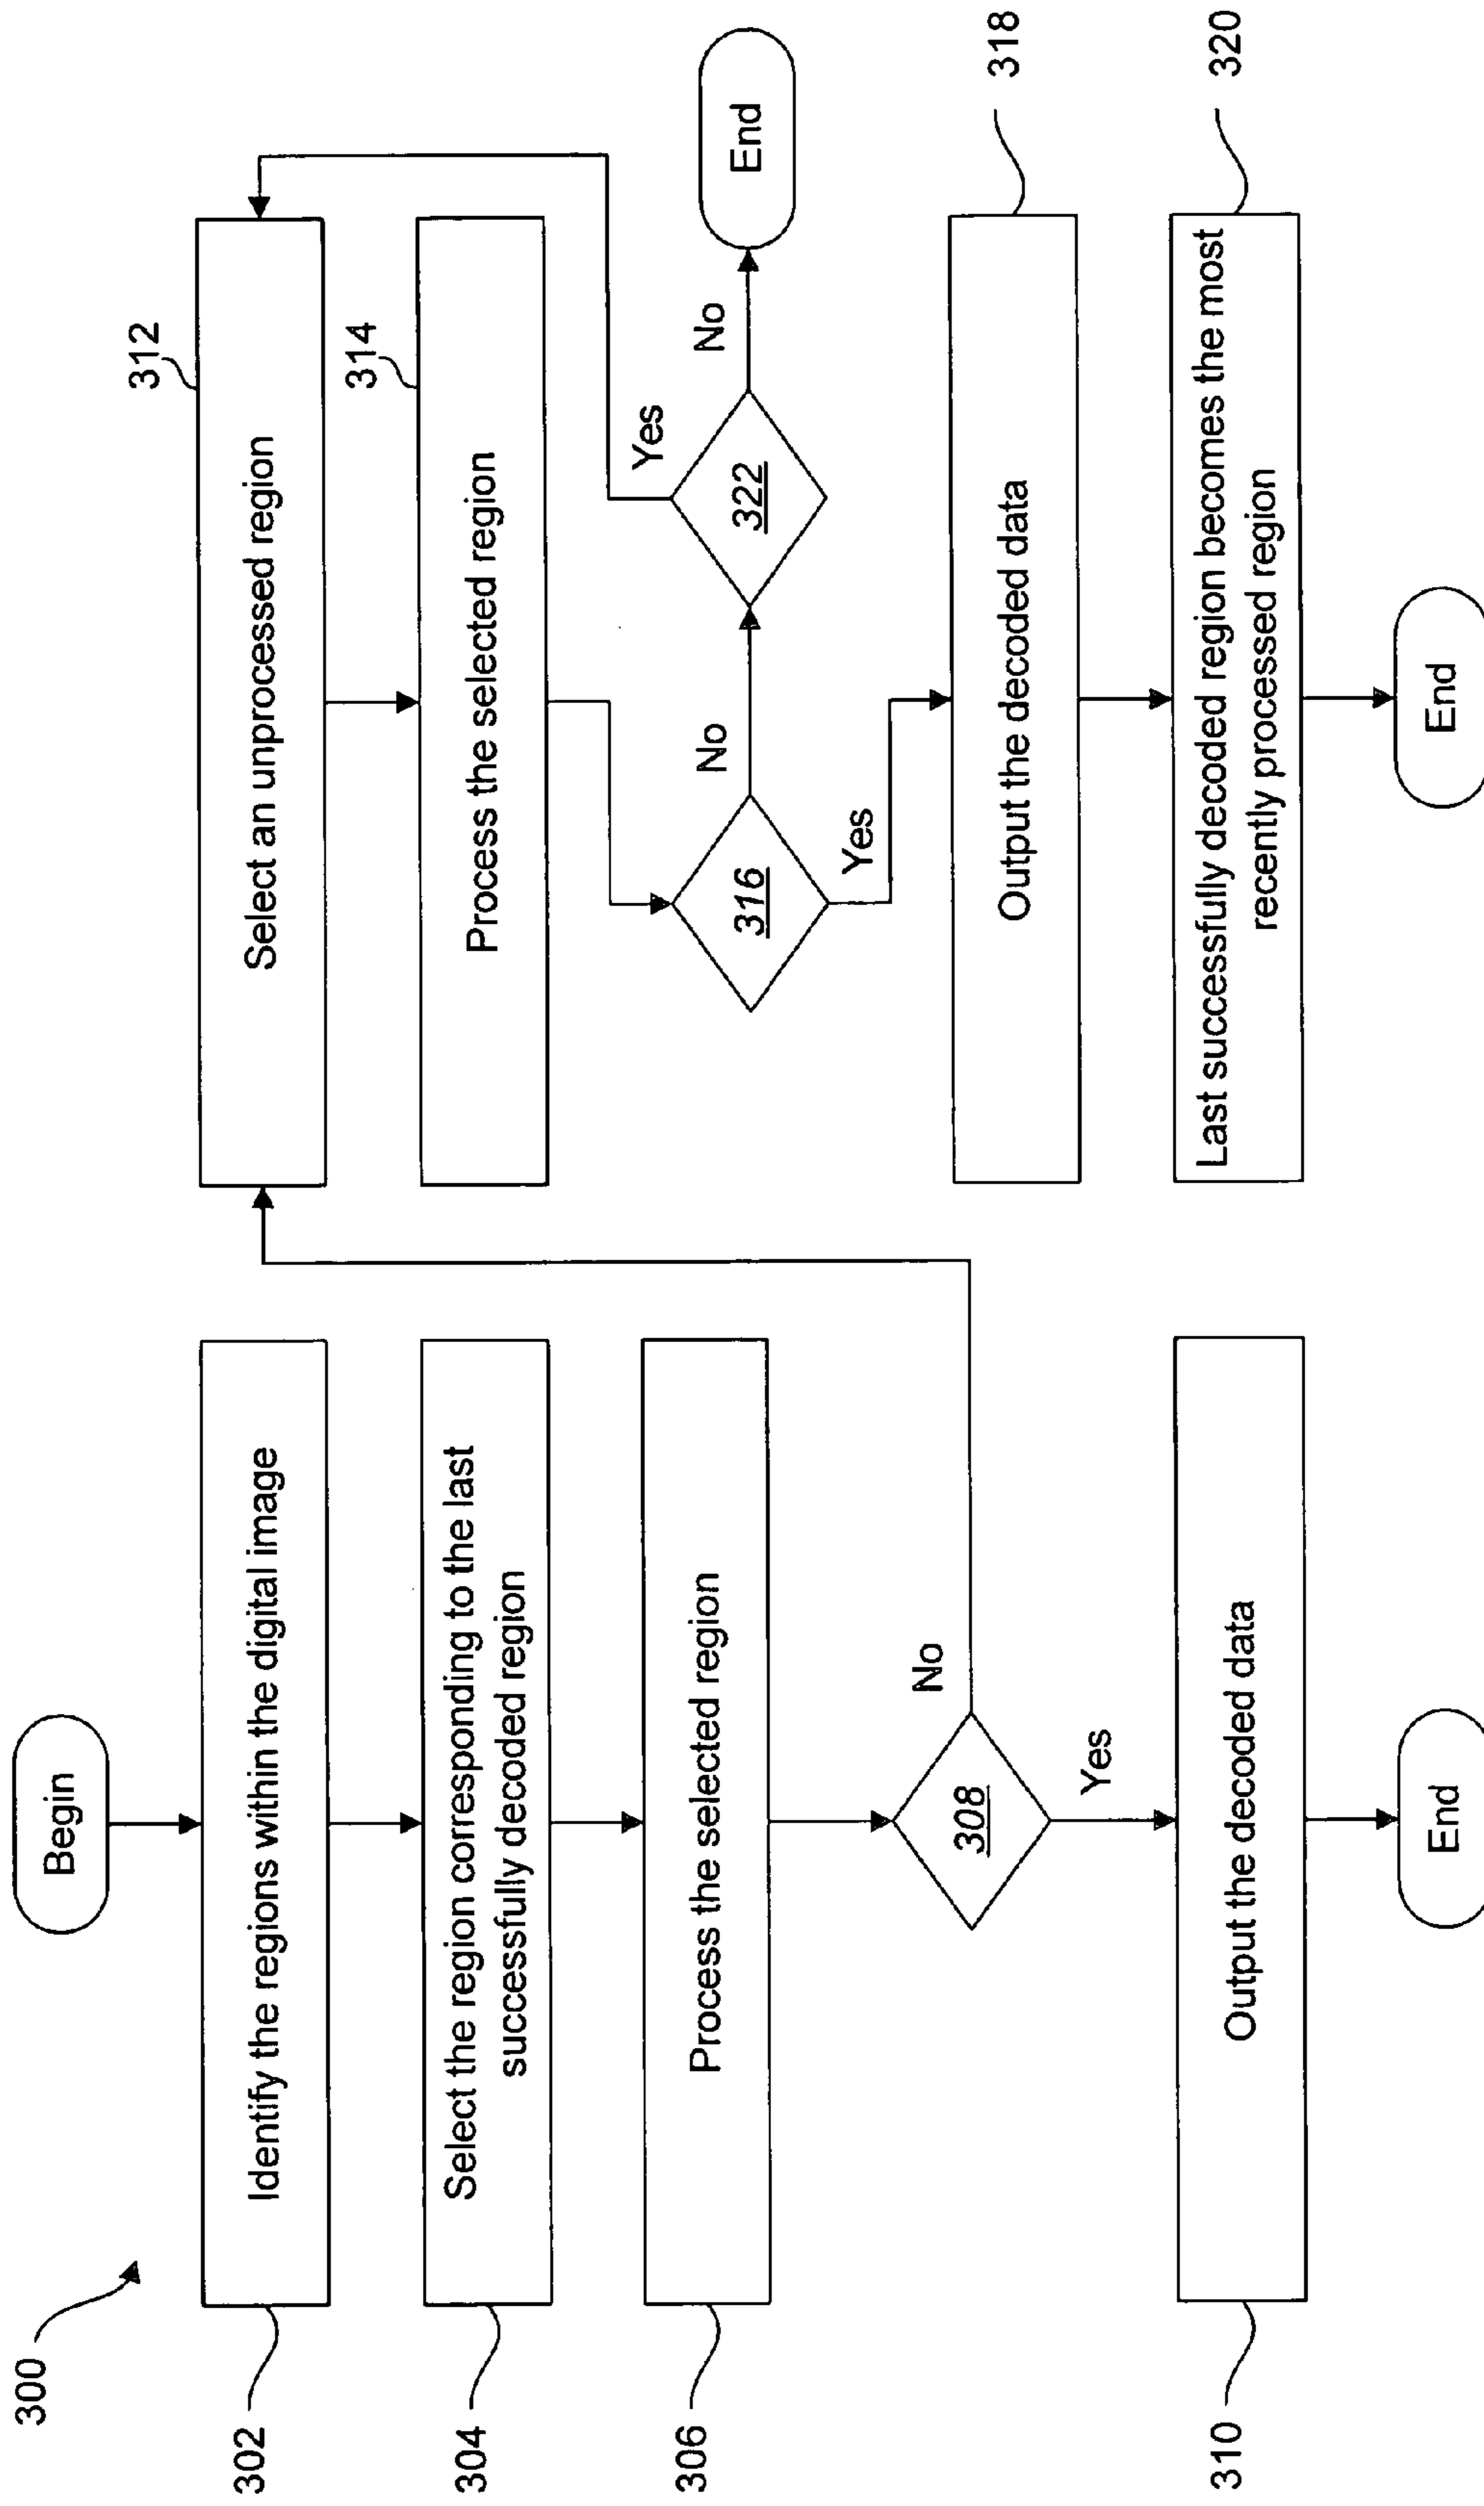 300
Begin
302
Identify the regions within the digital image
304
Select the region corresponding to the last
successfully decoded region
306
Process the selected region
308
No
Yes
310
Output the decoded data
End
312
Select an unprocessed region
314
Process the selected region
316
No
Yes
322
Yes
No
End
318
Output the decoded data
320
Last successfully decoded region becomes the most
recently processed region
End